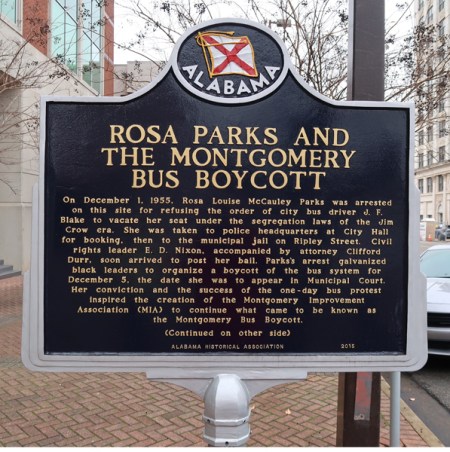 ALABAMA
ROSA PARKS AND
THE MONTGOMERY
BUS BOYCOTT
On December 1, 1955, Rosa Louise McCauley Parks was arrested
on this site for refusing the order of city bus driver J. F.
Blake to vacate her seat under the segregation laws of the Jim
Crow era. She was taken to police headquarters at City Hall
for booking, then to the municipal jail on Ripley Street. Civil
rights leader E. D. Nixon, accompanied by attorney Clifford
Durr, soon arrived to post her bail. Parks's arrest galvanized
black leaders to organize a boycott of the bus system for
December 5, the date she was to appear in Municipal Court.
Her conviction and the success of the one-day bus protest
inspired the creation of the Montgomery Improvement
Association (MIA) to continue what came to be known as
the Montgomery Bus Boycott.
(Continued on other side)
ALABAMA HISTORICAL ASSOCIATION 2015